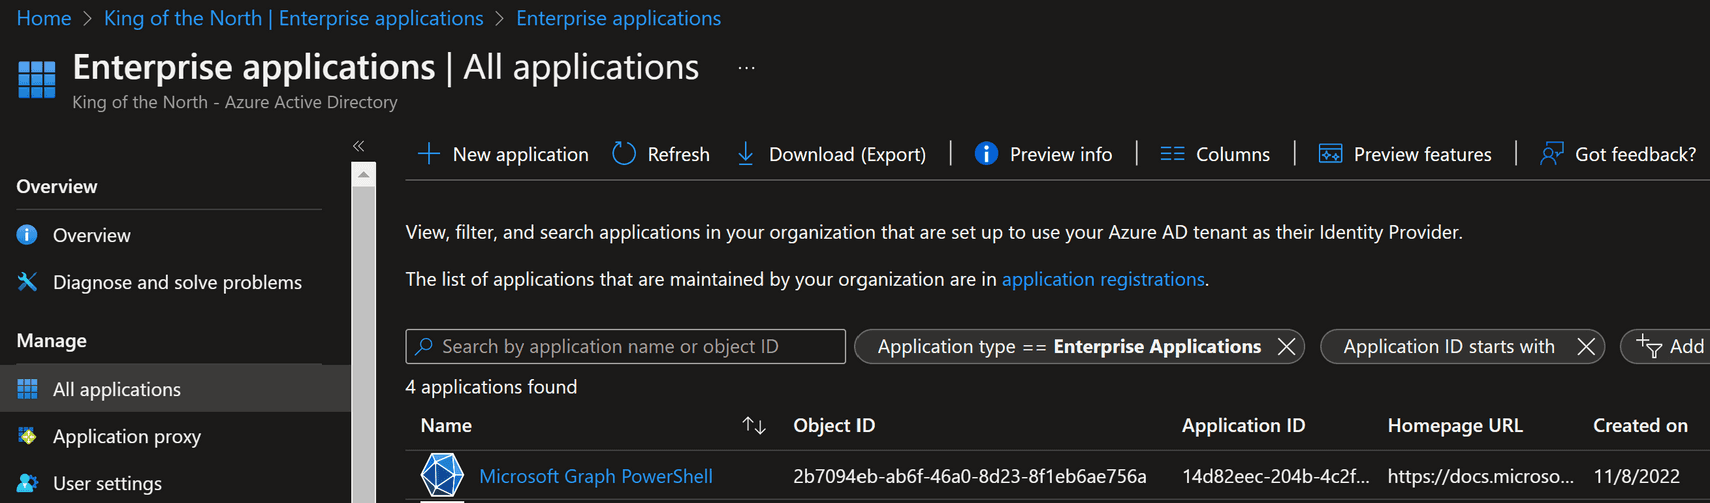 Home > King of the North | Enterprise applications > Enterprise applications
Enterprise applications | All applications ...
King of the North - Azure Active Directory
«
Overview
Overview
Diagnose and solve problems
Manage
All applications
Application proxy
User settings
New application Refresh Download (Export) | Preview info | Columns | Preview features | Got feedback?
View, filter, and search applications in your organization that are set up to use your Azure AD tenant as their Identity Provider.
The list of applications that are maintained by your organization are in application registrations.
Search by application name or object ID Application type == Enterprise Applications Application ID starts with Add
4 applications found
Name Object ID Application ID Homepage URL Created on
Microsoft Graph PowerShell 2b7094eb-ab6f-46a0-8d23-8f1eb6ae756a 14d82eec-204b-4c2f... https://docs.microso... 11/8/2022